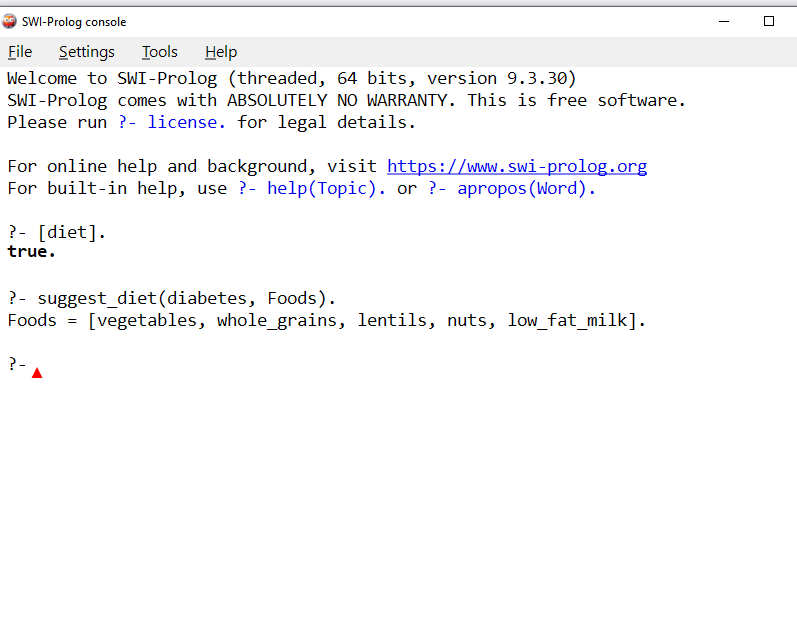 SWI-Prolog console
File Settings Tools Help
Welcome to SWI-Prolog (threaded, 64 bits, version 9.3.30)
SWI-Prolog comes with ABSOLUTELY NO WARRANTY. This is free software.
Please run ?- license. for legal details.
For online help and background, visit https://www.swi-prolog.org
For built-in help, use ?- help(Topic). or ?- apropos(Word).
?- [diet].
true.
?- suggest_diet(diabetes, Foods).
Foods = [vegetables, whole_grains, lentils, nuts, low_fat_milk].
?-